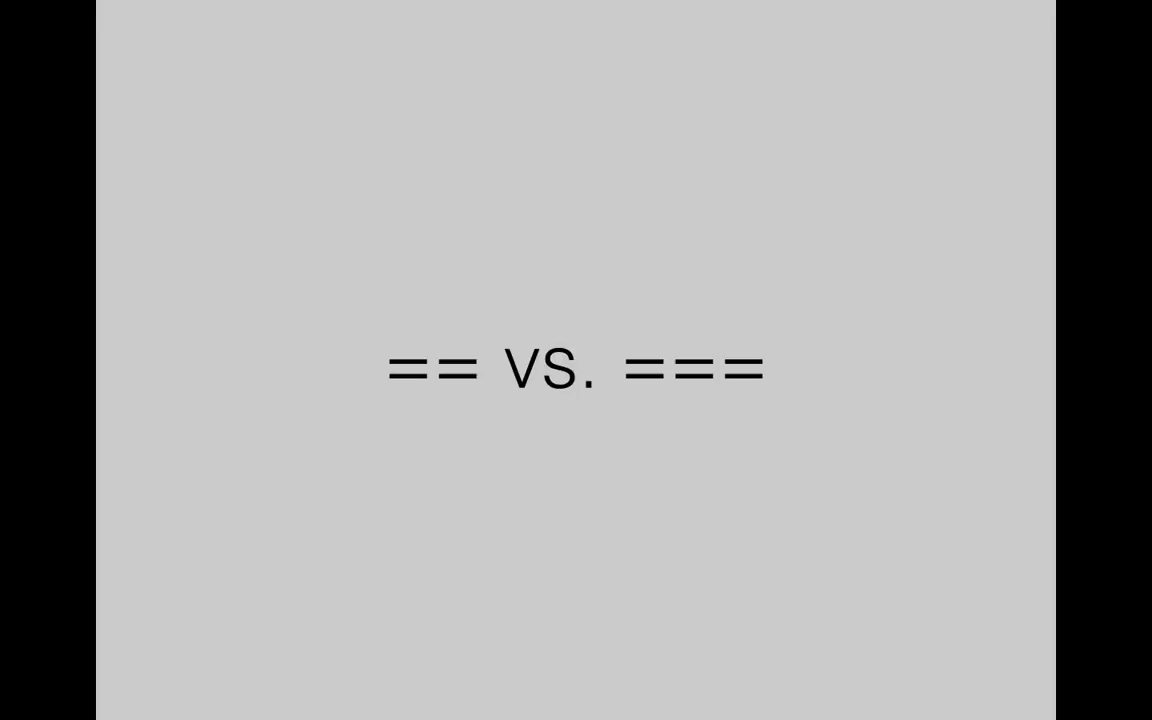 == VS. ===